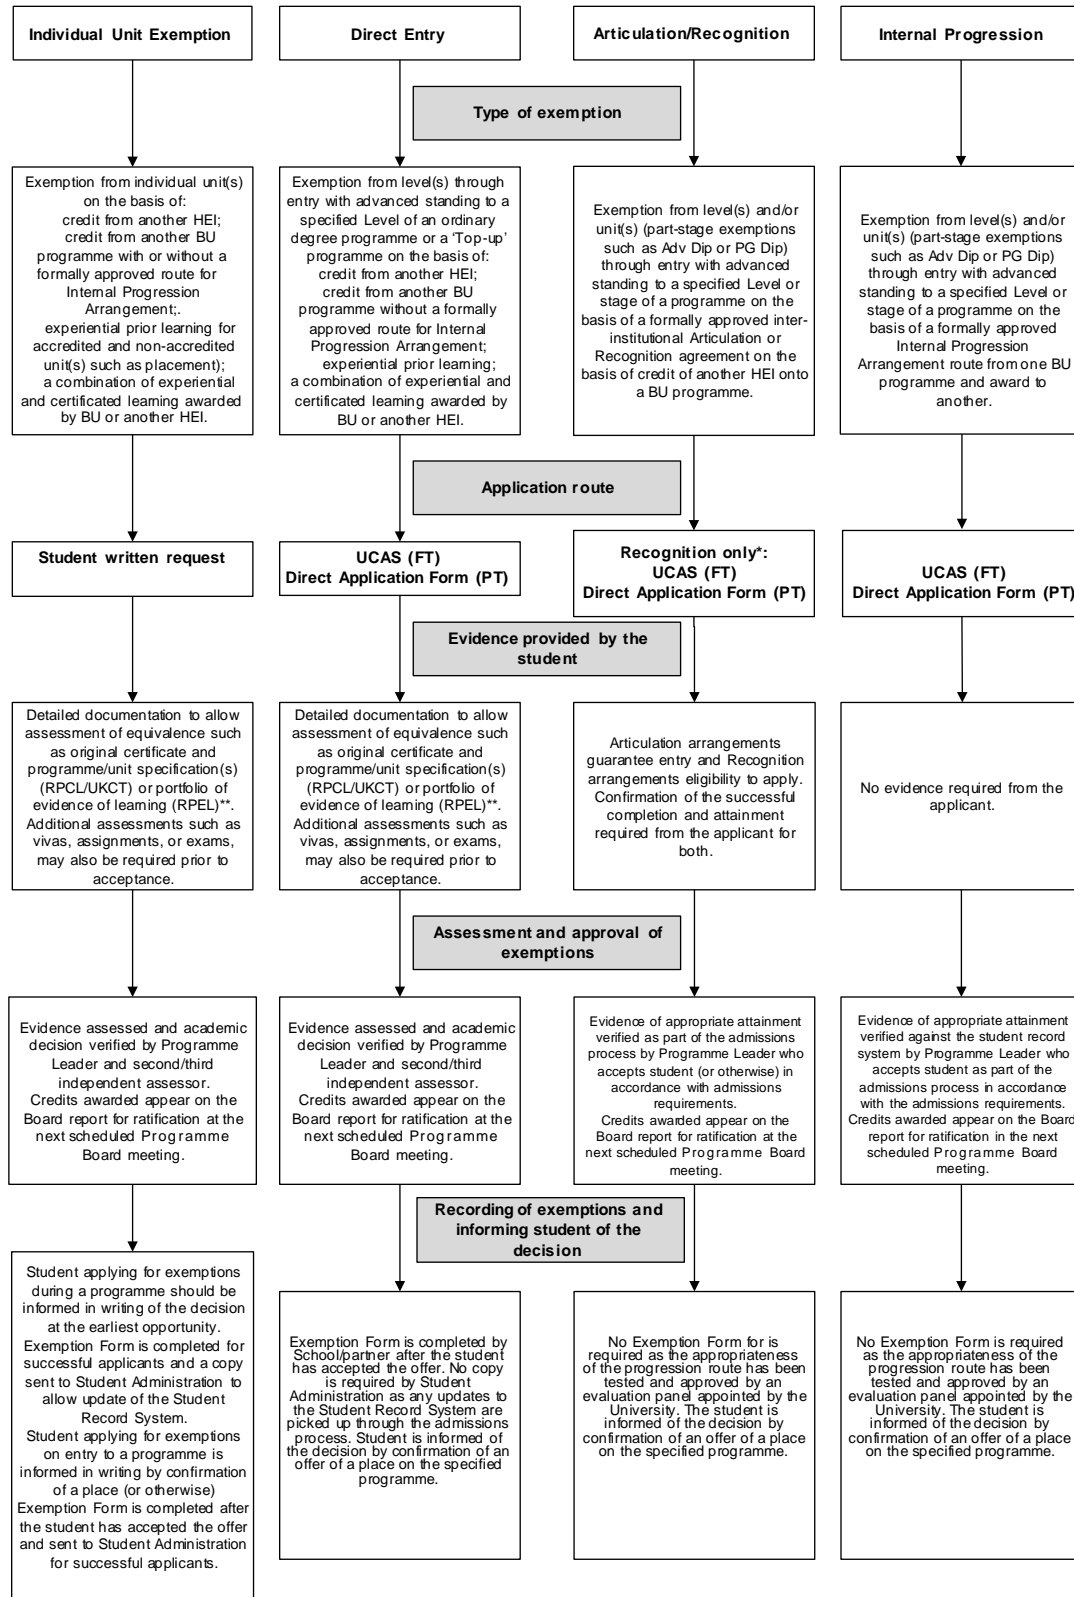 Individual Unit Exemption
Direct Entry
Articulation/Recognition
Internal Progression
Type of exemption
Exemption from individual unit(s)
on the basis of:
credit from another HEI;
credit from another BU
programme with or without a
formally approved route for
Internal Progression
Arrangement;.
experiential prior learning for
accredited and non-accredited
unit(s) such as placement);
a combination of experiential
and certificated learning awarded
by BU or another HEI.
Exemption from level(s) through
entry with advanced standing to a
specified Level of an ordinary
degree programme or a ‘Top-up’
programme on the basis of:
credit from another HEI;
credit from another BU
programme without a formally
approved route for Internal
Progression Arrangement;
experiential prior learning;
a combination of experiential and
certificated learning awarded by
BU or another HEI.
Exemption from level(s) and/or
unit(s) (part-stage exemptions
such as Adv Dip or PG Dip)
through entry with advanced
standing to a specified Level or
stage of a programme on the
basis of a formally approved inter-
institutional Articulation or
Recognition agreement on the
basis of credit of another HEI onto
a BU programme.
Exemption from level(s) and/or
unit(s) (part-stage exemptions
such as Adv Dip or PG Dip)
through entry with advanced
standing to a specified Level or
stage of a programme on the
basis of a formally approved
Internal Progression
Arrangement route from one BU
programme and award to
another.
Application route
Student written request
UCAS (FT)
Direct Application Form (PT)
Recognition only*:
UCAS (FT)
Direct Application Form (PT)
UCAS (FT)
Direct Application Form (PT)
Evidence provided by the
student
Detailed documentation to allow
assessment of equivalence such
as original certificate and
programme/unit specification(s)
(RPCL/UKCT) or portfolio of
evidence of learning (RPEL)**.
Additional assessments such as
vivas, assignments, or exams,
may also be required prior to
acceptance.
Detailed documentation to allow
assessment of equivalence such
as original certificate and
programme/unit specification(s)
(RPCL/UKCT) or portfolio of
evidence of learning (RPEL)**.
Additional assessments such as
vivas, assignments, or exams,
may also be required prior to
acceptance.
Articulation arrangements
guarantee entry and Recognition
arrangements eligibility to apply.
Confirmation of the successful
completion and attainment
required from the applicant for
both.
No evidence required from the
applicant.
Assessment and approval of
exemptions
Evidence assessed and academic
decision verified by Programme
Leader and second/third
independent assessor.
Credits awarded appear on the
Board report for ratification at the
next scheduled Programme
Board meeting.
Evidence assessed and academic
decision verified by Programme
Leader and second/third
independent assessor.
Credits awarded appear on the
Board report for ratification at the
next scheduled Programme
Board meeting.
Evidence of appropriate attainment
verified as part of the admissions
process by Programme Leader who
accepts student (or otherwise) in
accordance with admissions
requirements.
Credits awarded appear on the
Board report for ratification at the
next scheduled Programme Board
meeting.
Evidence of appropriate attainment
verified against the student record
system by Programme Leader who
accepts student as part of the
admissions process in accordance
with the admissions requirements.
Credits awarded appear on the Board
report for ratification in the next
scheduled Programme Board
meeting.
Recording of exemptions and
informing student of the
decision
Student applying for exemptions
during a programme should be
informed in writing of the decision
at the earliest opportunity.
Exemption Form is completed for
successful applicants and a copy
sent to Student Administration to
allow update of the Student
Record System.
Student applying for exemptions
on entry to a programme is
informed in writing by confirmation
of a place (or otherwise)
Exemption Form is completed after
the student has accepted the offer
and sent to Student Administration
for successful applicants.
Exemption Form is completed by
School/partner after the student
has accepted the offer. No copy
is required by Student
Administration as any updates to
the Student Record System are
picked up through the admissions
process. Student is informed of
the decision by confirmation of an
offer of a place on the specified
programme.
No Exemption Form for is
required as the appropriateness
of the progression route has been
tested and approved by an
evaluation panel appointed by the
University. The student is
informed of the decision by
confirmation of an offer of a place
on the specified programme.
No Exemption Form is required
as the appropriateness of the
progression route has been
tested and approved by an
evaluation panel appointed by the
University. The student is
informed of the decision by
confirmation of an offer of a place
on the specified programme.